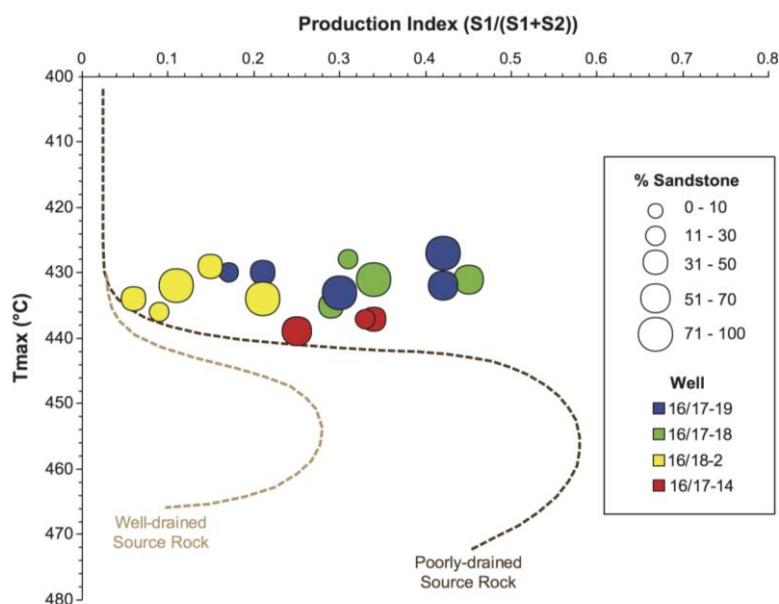 Production Index (S1/(S1+S2))
0 0.1 0.2 0.3 0.4 0.5 0.6 0.7 0.8
Tmax (°C)
400
410
420
430
440
450
460
470
480
% Sandstone
0 - 10
11 - 30
31 - 50
51 - 70
71 - 100
Well
16/17-19
16/17-18
16/18-2
16/17-14
Well-drained
Source Rock
Poorly-drained
Source Rock